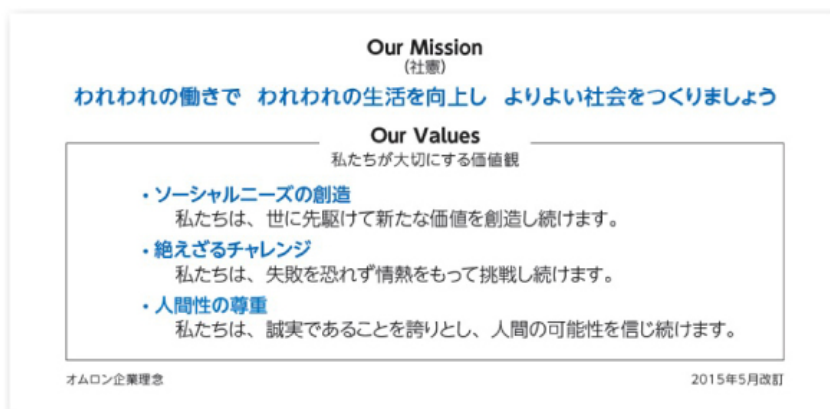 Our Mission
(社憲)
われわれの働きで われわれの生活を向上し よりよい社会をつくりましょう
Our Values
私たちが大切にする価値観
・ソーシャルニーズの創造
私たちは、世に先駆けて新たな価値を創造し続けます。
・絶えざるチャレンジ
私たちは、失敗を恐れず情熱をもって挑戦し続けます。
・人間性の尊重
私たちは、誠実であることを誇りとし、人間の可能性を信じ続けます。
オムロン企業理念 2015年5月改訂